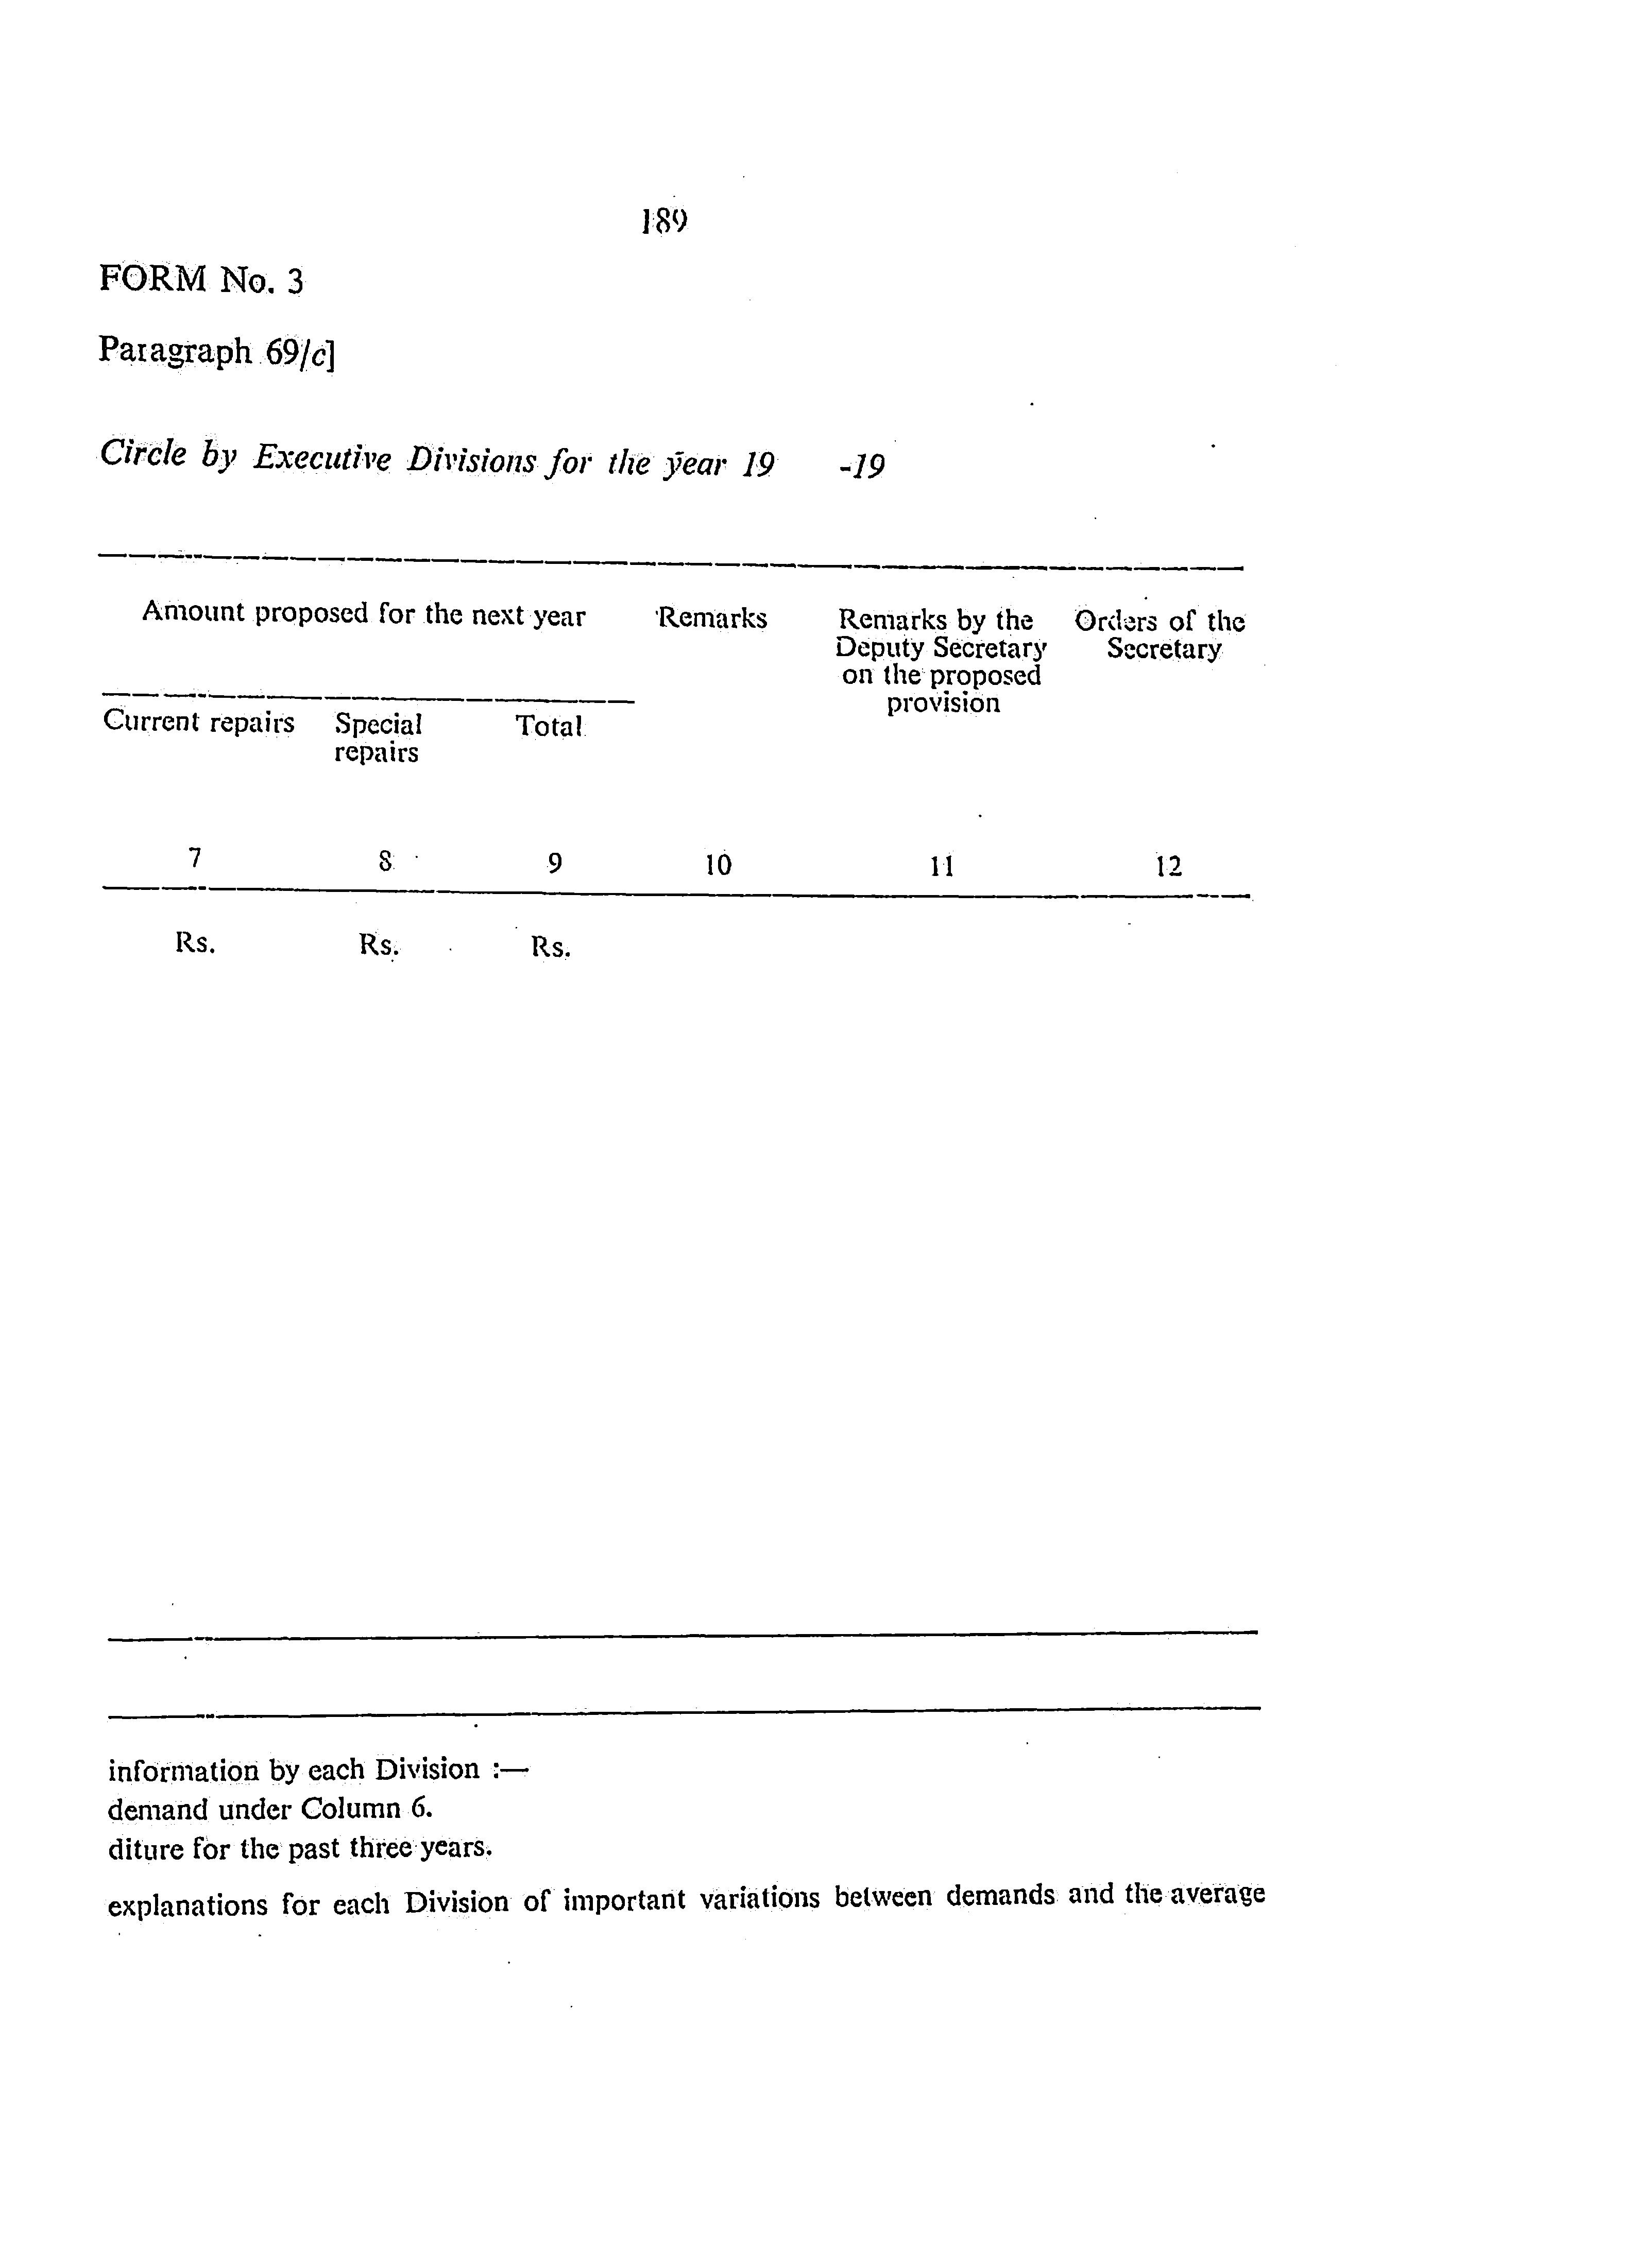 189
FORM No. 3
Paragraph 69/c]
Circle by Executive Divisions for the year 19 -19
Amount proposed for the next year Remarks Remarks by the Orders of the
Deputy Secretary Secretary
on the proposed
provision
Current repairs Special Total
repairs
7 8 9 10 11 12
Rs. Rs. Rs.
information by each Division :—
demand under Column 6.
diture for the past three years.
explanations for each Division of important variations between demands and the average